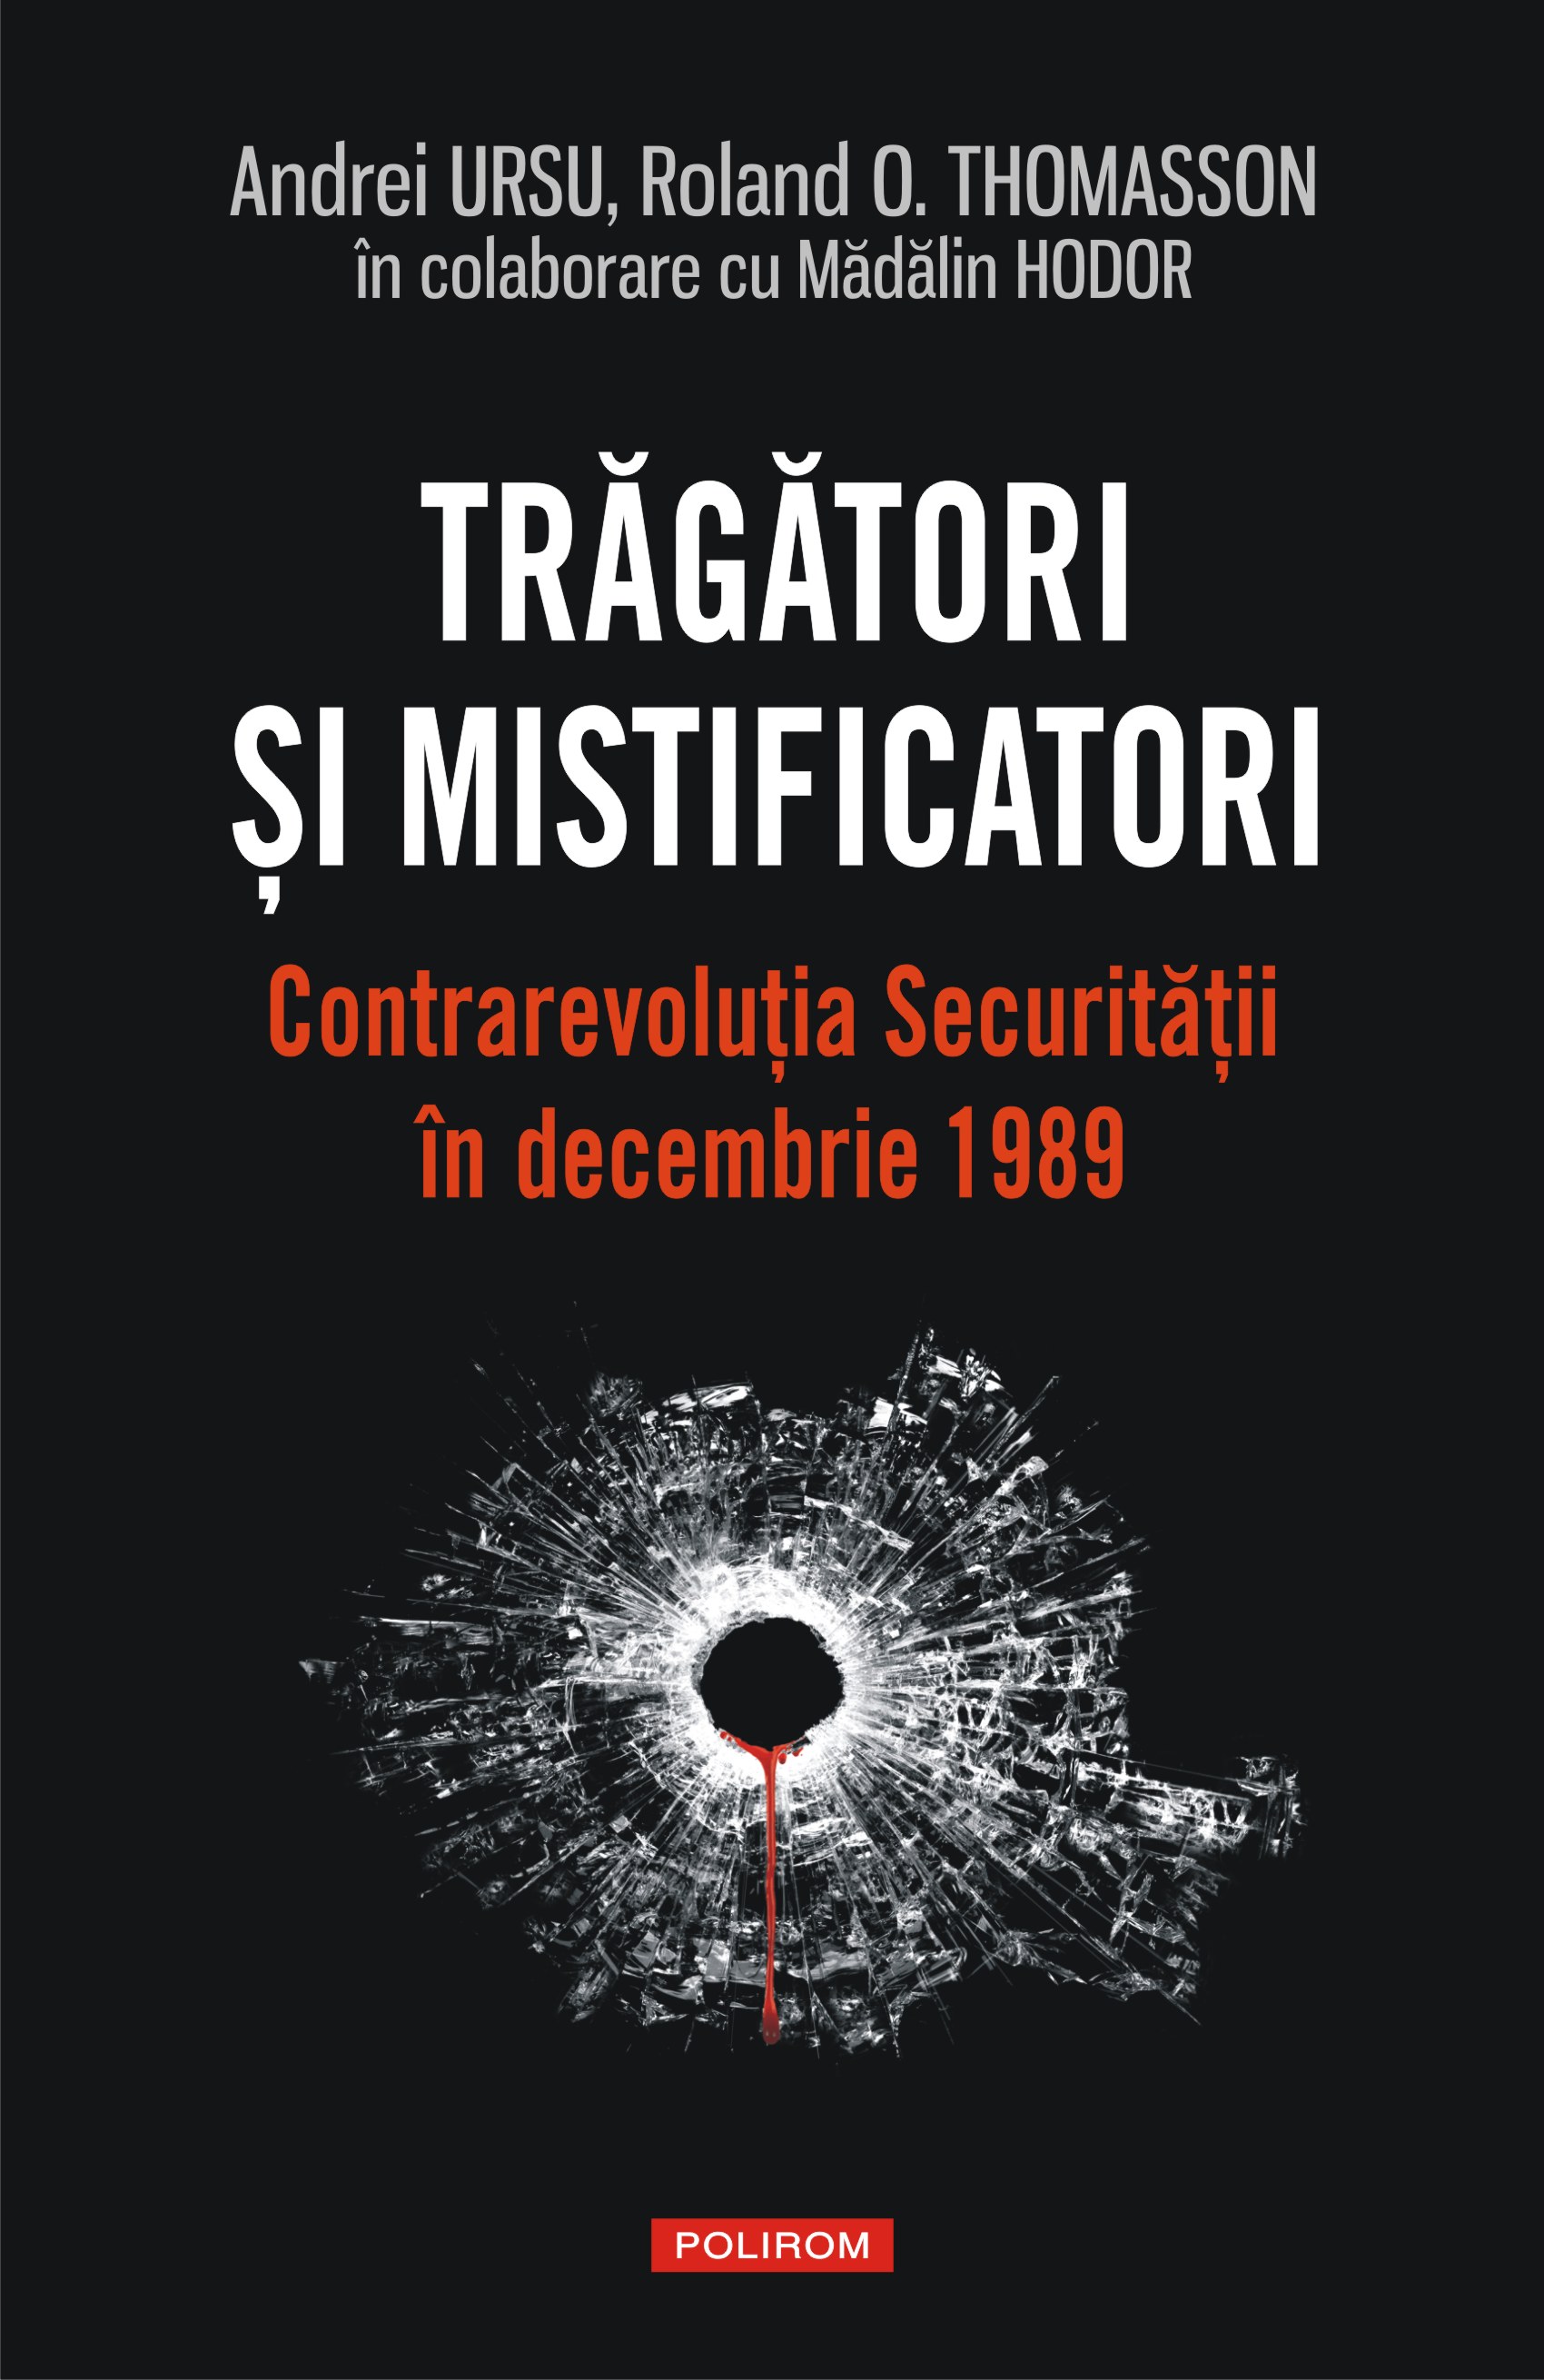 Andrei URSU, Roland O. THOMASSON
în colaborare cu Mădălin HODOR
TRĂGĂTORI
ȘI MISTIFICATORI
Contrarevoluția Securității
în decembrie 1989
POLIROM